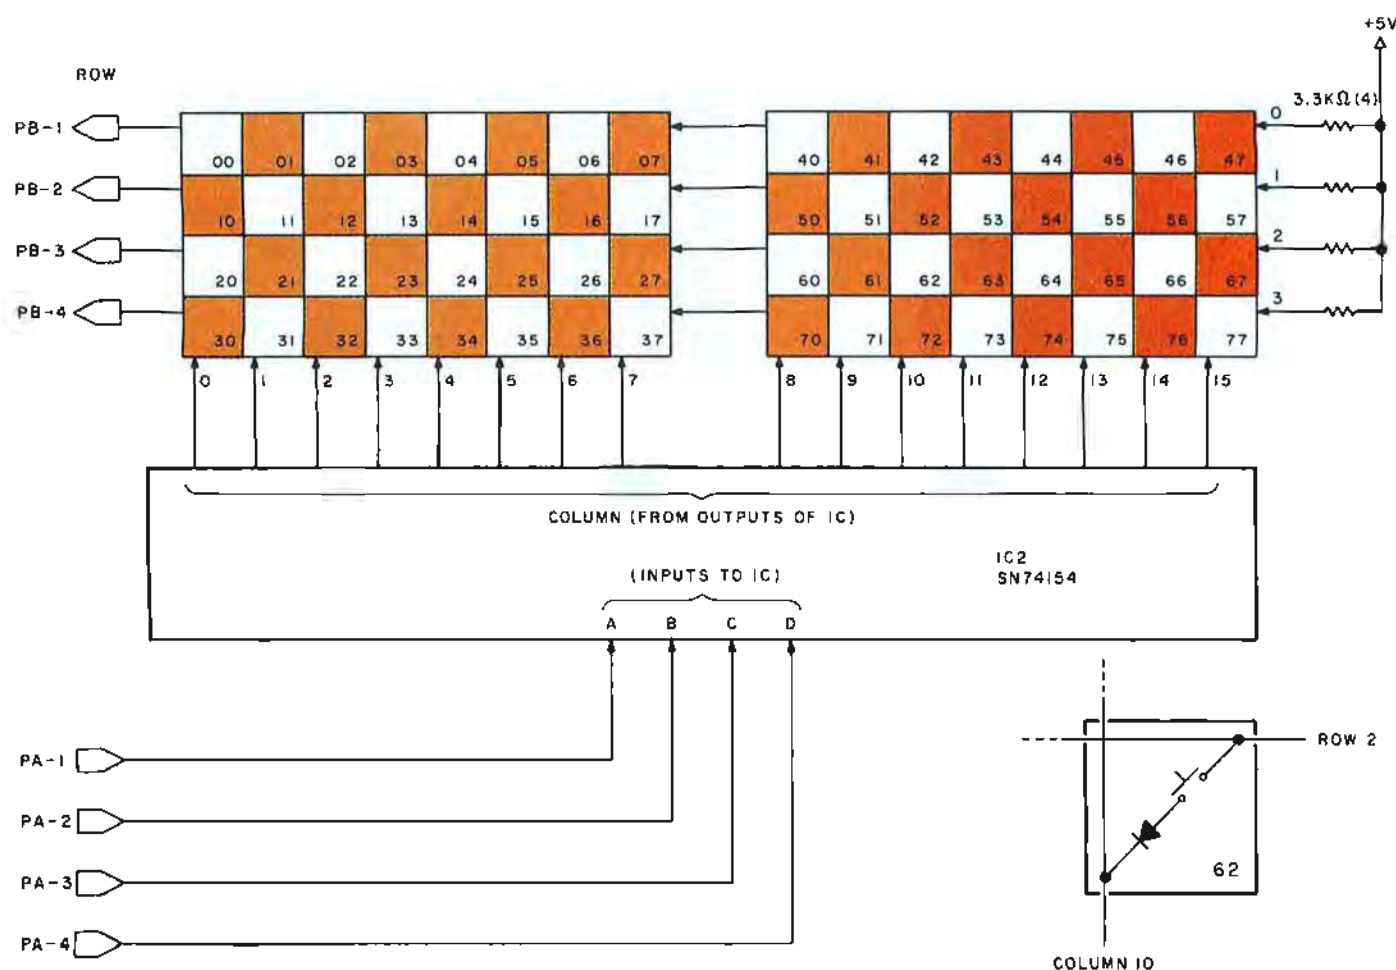 +5V
ROW
3.3KΩ(4)
PB-1
00 01 02 03 04 05 06 07
40 41 42 43 44 45 46 47
0
PB-2
10 11 12 13 14 15 16 17
50 51 52 53 54 55 56 57
1
PB-3
20 21 22 23 24 25 26 27
60 61 62 63 64 65 66 67
2
PB-4
30 31 32 33 34 35 36 37
70 71 72 73 74 75 76 77
3
0 1 2 3 4 5 6 7
8 9 10 11 12 13 14 15
COLUMN (FROM OUTPUTS OF IC)
IC2
SN74154
(INPUTS TO IC)
A B C D
PA-1
PA-2
PA-3
PA-4
ROW 2
62
COLUMN 10